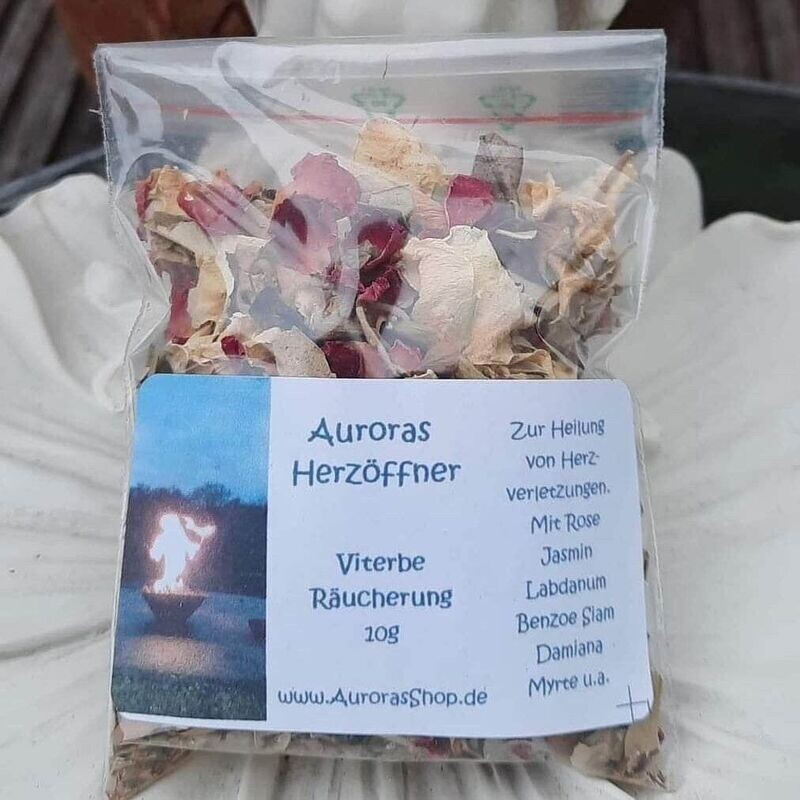 Auroras
Herzöffner
Viterbe
Räucherung
10g
www.AurorasShop.de
Zur Heilung
von Herz-
verletzungen.
Mit Rose
Jasmin
Labdanum
Benzoe Siam
Damiana
Myrte u.a.